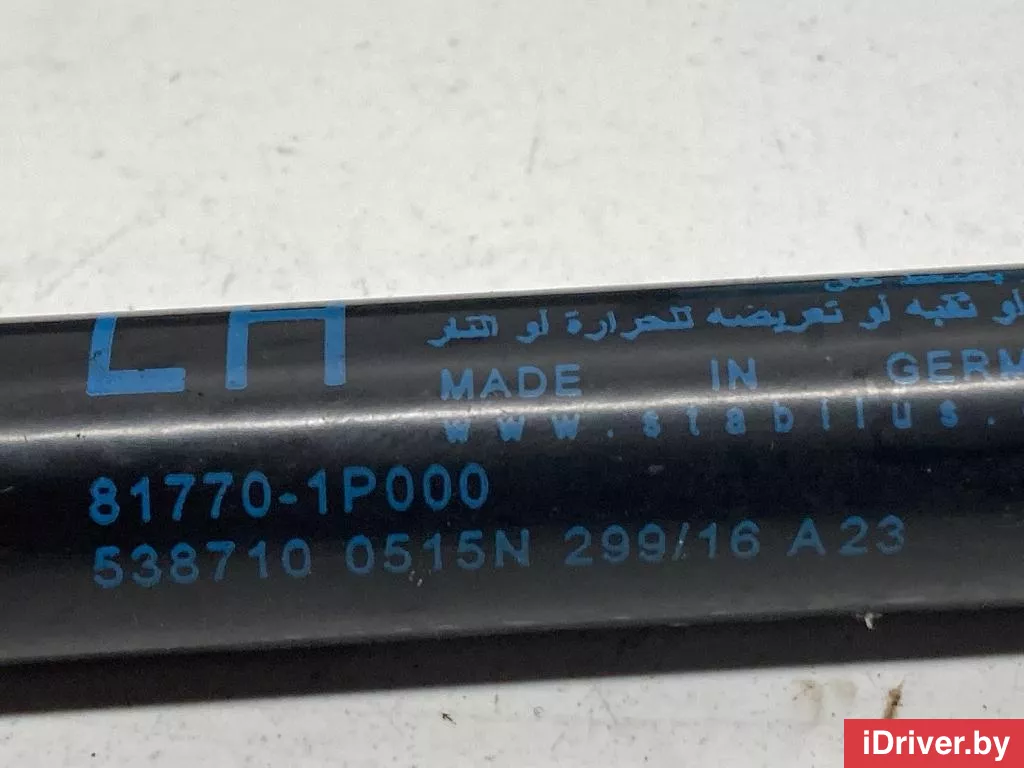 LH
أو ثقبه أو تعريضه للحرارة أو النار
MADE IN GERM
www.stabilus.
81770-1P000
538710 0515N 299/16 A23
iDriver.by